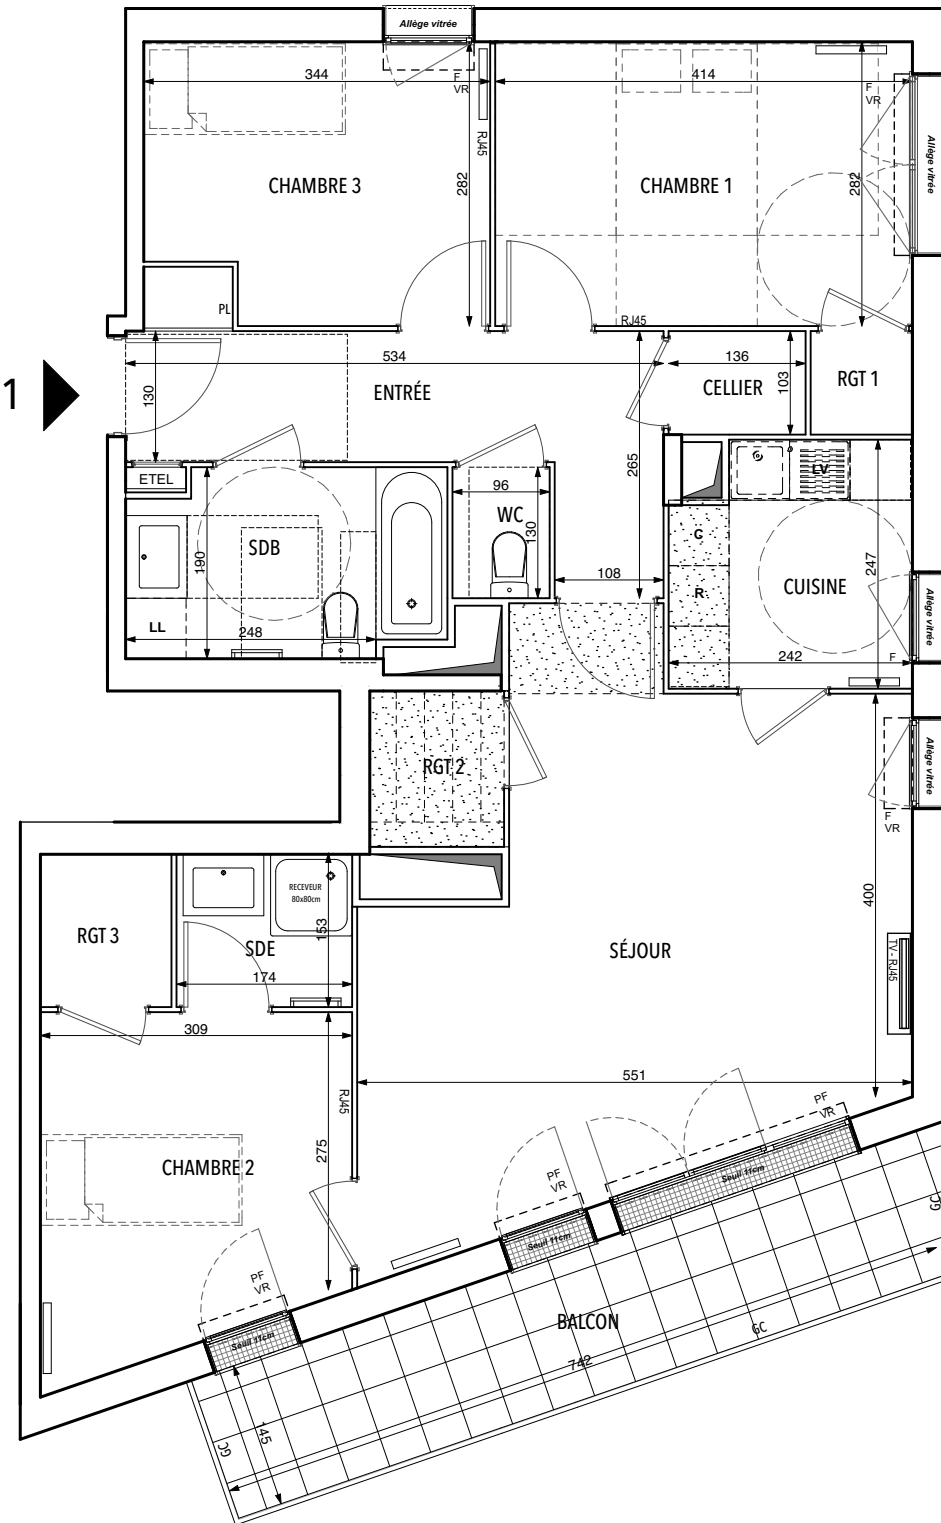 Allège vitrée
344
F
VR
RJ45
282
CHAMBRE 3
PL
414
F
VR
282
CHAMBRE 1
RJ45
Allège vitrée
1
534
130
ENTRÉE
136
103
CELLIER
RGT 1
265
ETEL
SDB
190
LL
248
96
WC
130
108
LV
C
R
247
CUISINE
242
F
Allège vitrée
RGT 2
Allège vitrée
F
VR
400
RGT 3
RECEVEUR
80x80cm
153
SDE
174
SÉJOUR
TV - RJ45
309
RJ45
275
551
CHAMBRE 2
PF
VR
PF
VR
PF
VR
Seuil 11cm
Seuil 11cm
Seuil 11cm
BALCON
742
145
GC
GC
GC